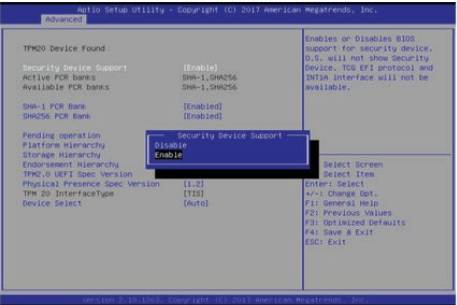 Aptio Setup Utility - Copyright (C) 2017 American Megatrends, Inc.
Advanced
TPM20 Device Found
Security Device Support [Enable]
Active PCR banks SHA-1,SHA256
Available PCR banks SHA-1,SHA256
SHA-1 PCR Bank [Enabled]
SHA256 PCR Bank [Enabled]
Pending operation
Platform Hierarchy
Storage Hierarchy
Endorsement Hierarchy
TPM2.0 UEFI Spec Version
Physical Presence Spec Version [1.2]
TPM 20 InterfaceType [TIS]
Device Select [Auto]
Security Device Support
Disable
Enable
Enables or Disables BIOS
support for security device.
O.S. will not show Security
Device. TCG EFI protocol and
INT1A interface will not be
available.
Select Screen
Select Item
Enter: Select
+/-: Change Opt.
F1: General Help
F2: Previous Values
F3: Optimized Defaults
F4: Save & Exit
ESC: Exit
Version 2.18.1263. Copyright (C) 2017 American Megatrends, Inc.